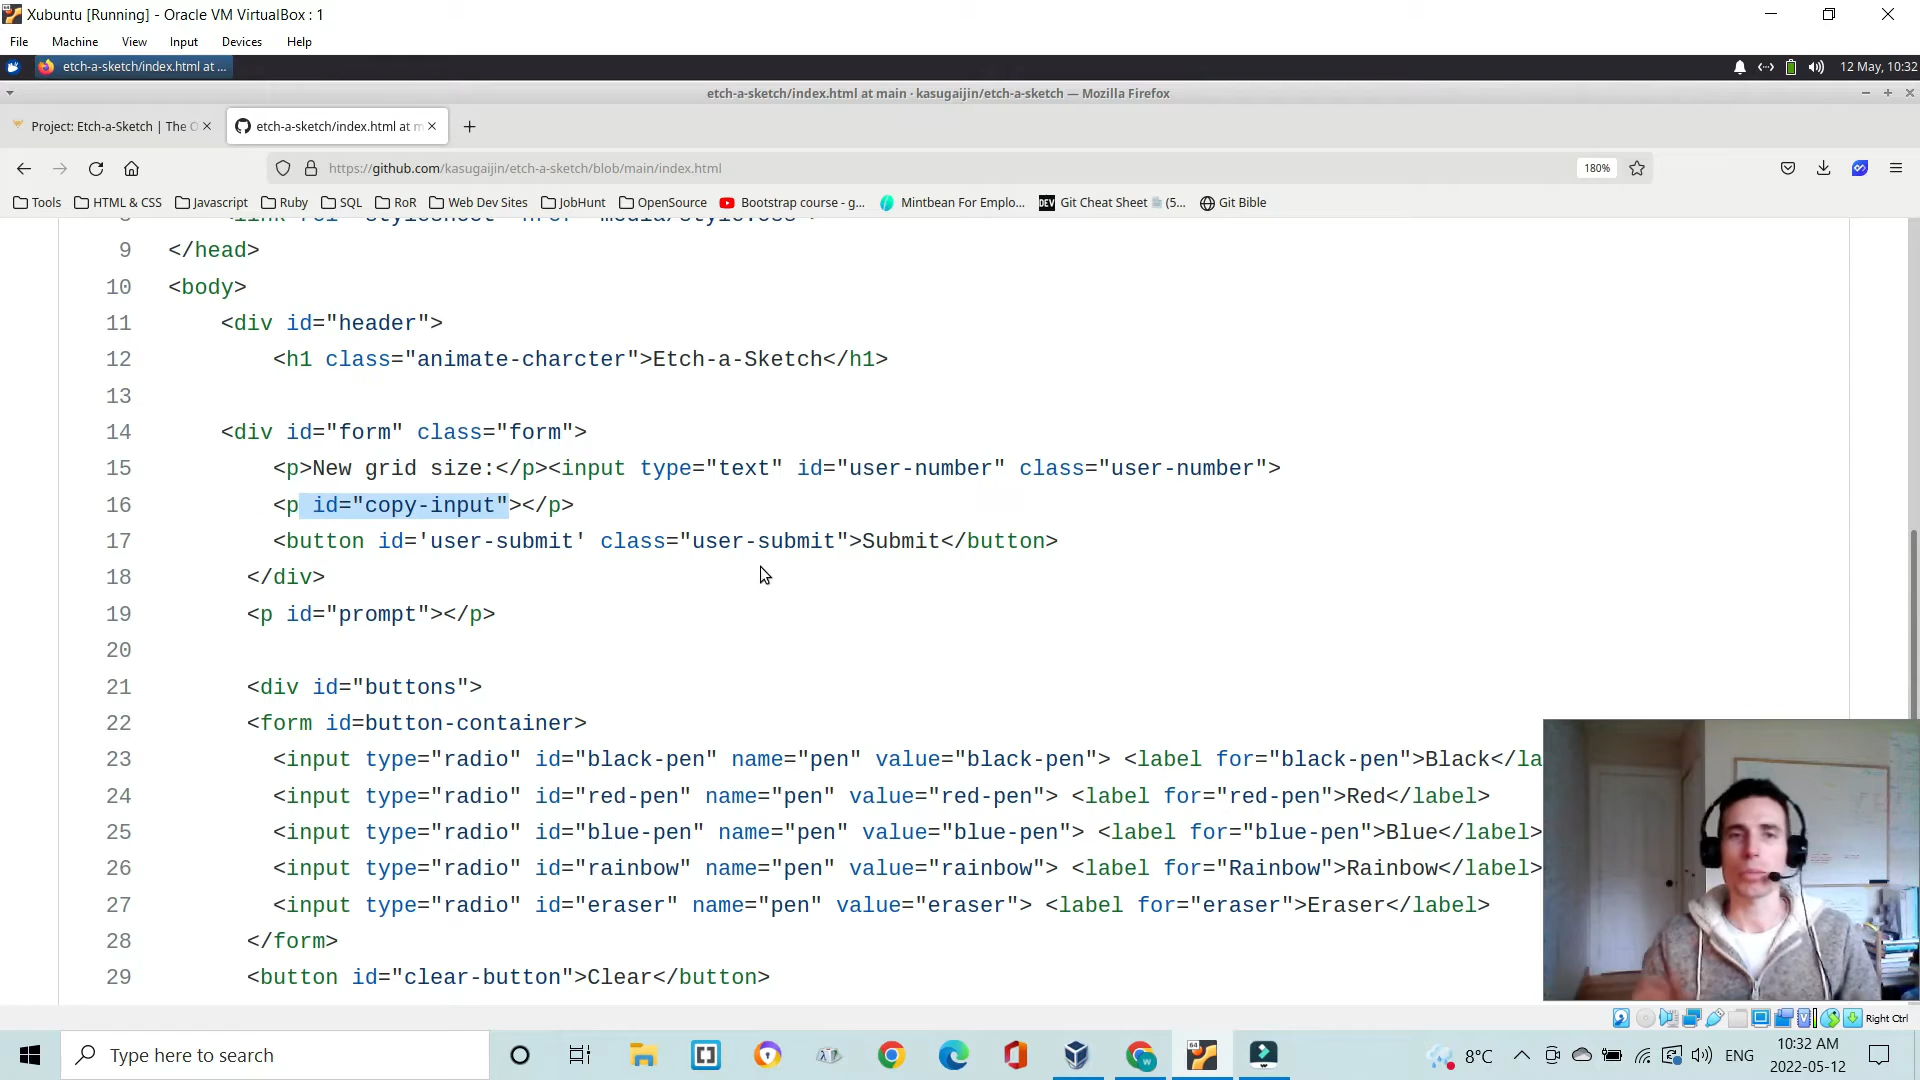 Xubuntu [Running] - Oracle VM VirtualBox : 1
File Machine View Input Devices Help
etch-a-sketch/index.html at ... 12 May, 10:32
etch-a-sketch/index.html at main · kasugaijin/etch-a-sketch — Mozilla Firefox
Project: Etch-a-Sketch | The O etch-a-sketch/index.html at m
https://github.com/kasugaijin/etch-a-sketch/blob/main/index.html 180%
Tools HTML & CSS Javascript Ruby SQL RoR Web Dev Sites JobHunt OpenSource Bootstrap course - g... Mintbean For Emplo... DEV Git Cheat Sheet (5... Git Bible
9 </head>
10 <body>
11 <div id="header">
12 <h1 class="animate-charcter">Etch-a-Sketch</h1>
13
14 <div id="form" class="form">
15 <p>New grid size:</p><input type="text" id="user-number" class="user-number">
16 <p id="copy-input"></p>
17 <button id='user-submit' class="user-submit">Submit</button>
18 </div>
19 <p id="prompt"></p>
20
21 <div id="buttons">
22 <form id=button-container>
23 <input type="radio" id="black-pen" name="pen" value="black-pen"> <label for="black-pen">Black</la
24 <input type="radio" id="red-pen" name="pen" value="red-pen"> <label for="red-pen">Red</label>
25 <input type="radio" id="blue-pen" name="pen" value="blue-pen"> <label for="blue-pen">Blue</label>
26 <input type="radio" id="rainbow" name="pen" value="rainbow"> <label for="Rainbow">Rainbow</label>
27 <input type="radio" id="eraser" name="pen" value="eraser"> <label for="eraser">Eraser</label>
28 </form>
29 <button id="clear-button">Clear</button>
Right Ctrl
Type here to search 8°C ENG 10:32 AM
2022-05-12